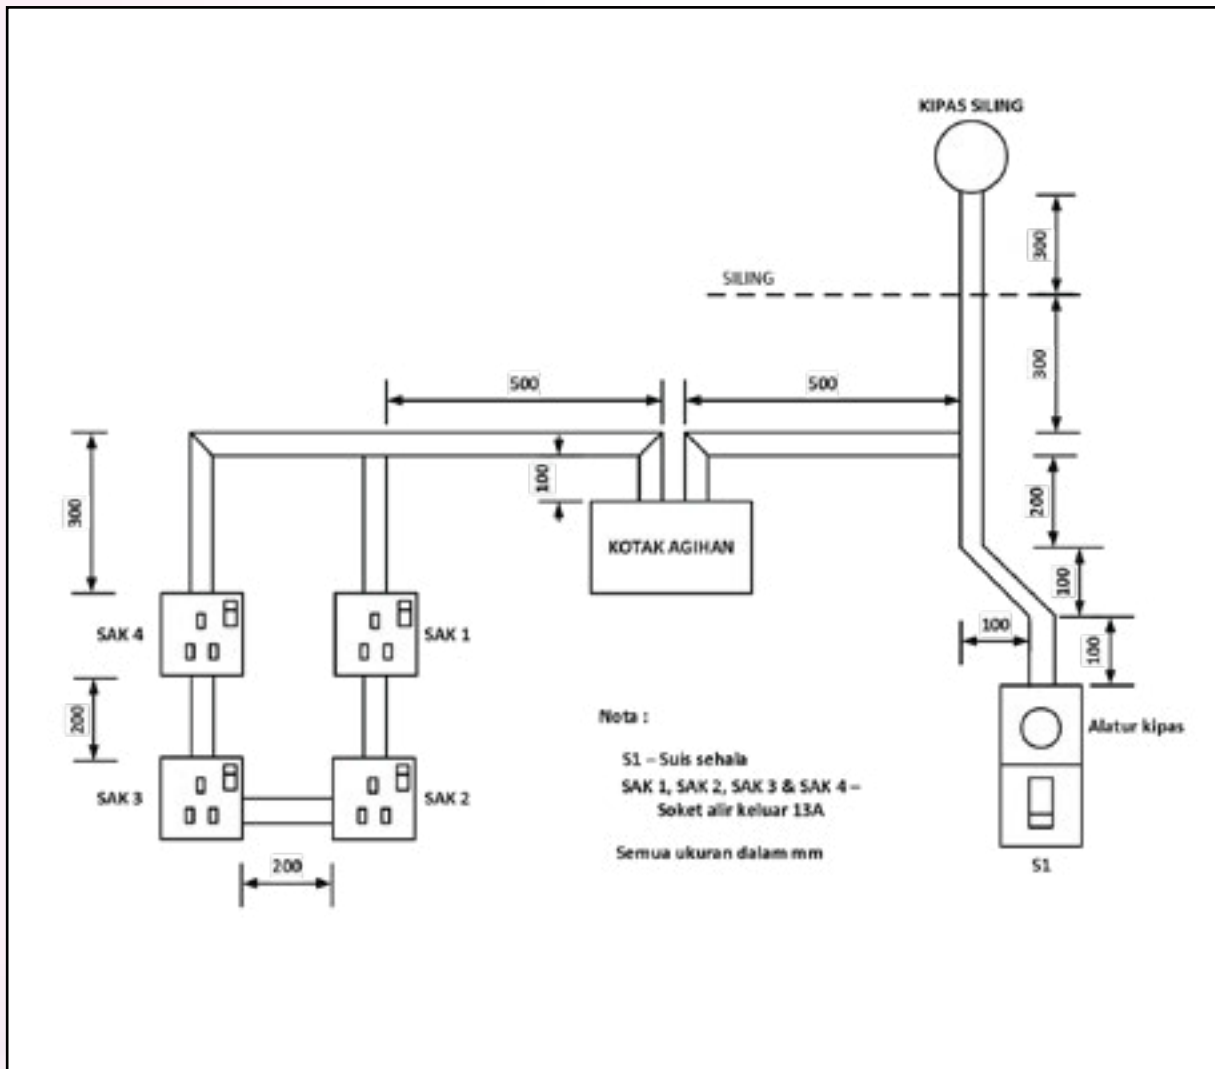 KIPAS SILING
300
SILING
300
500
500
100
300
200
KOTAK AGIHAN
100
100
100
SAK 4
SAK 1
200
Nota :
Alatur kipas
S1 – Suis sehala
SAK 1, SAK 2, SAK 3 & SAK 4 –
Soket alir keluar 13A
SAK 3
SAK 2
Semua ukuran dalam mm
200
S1